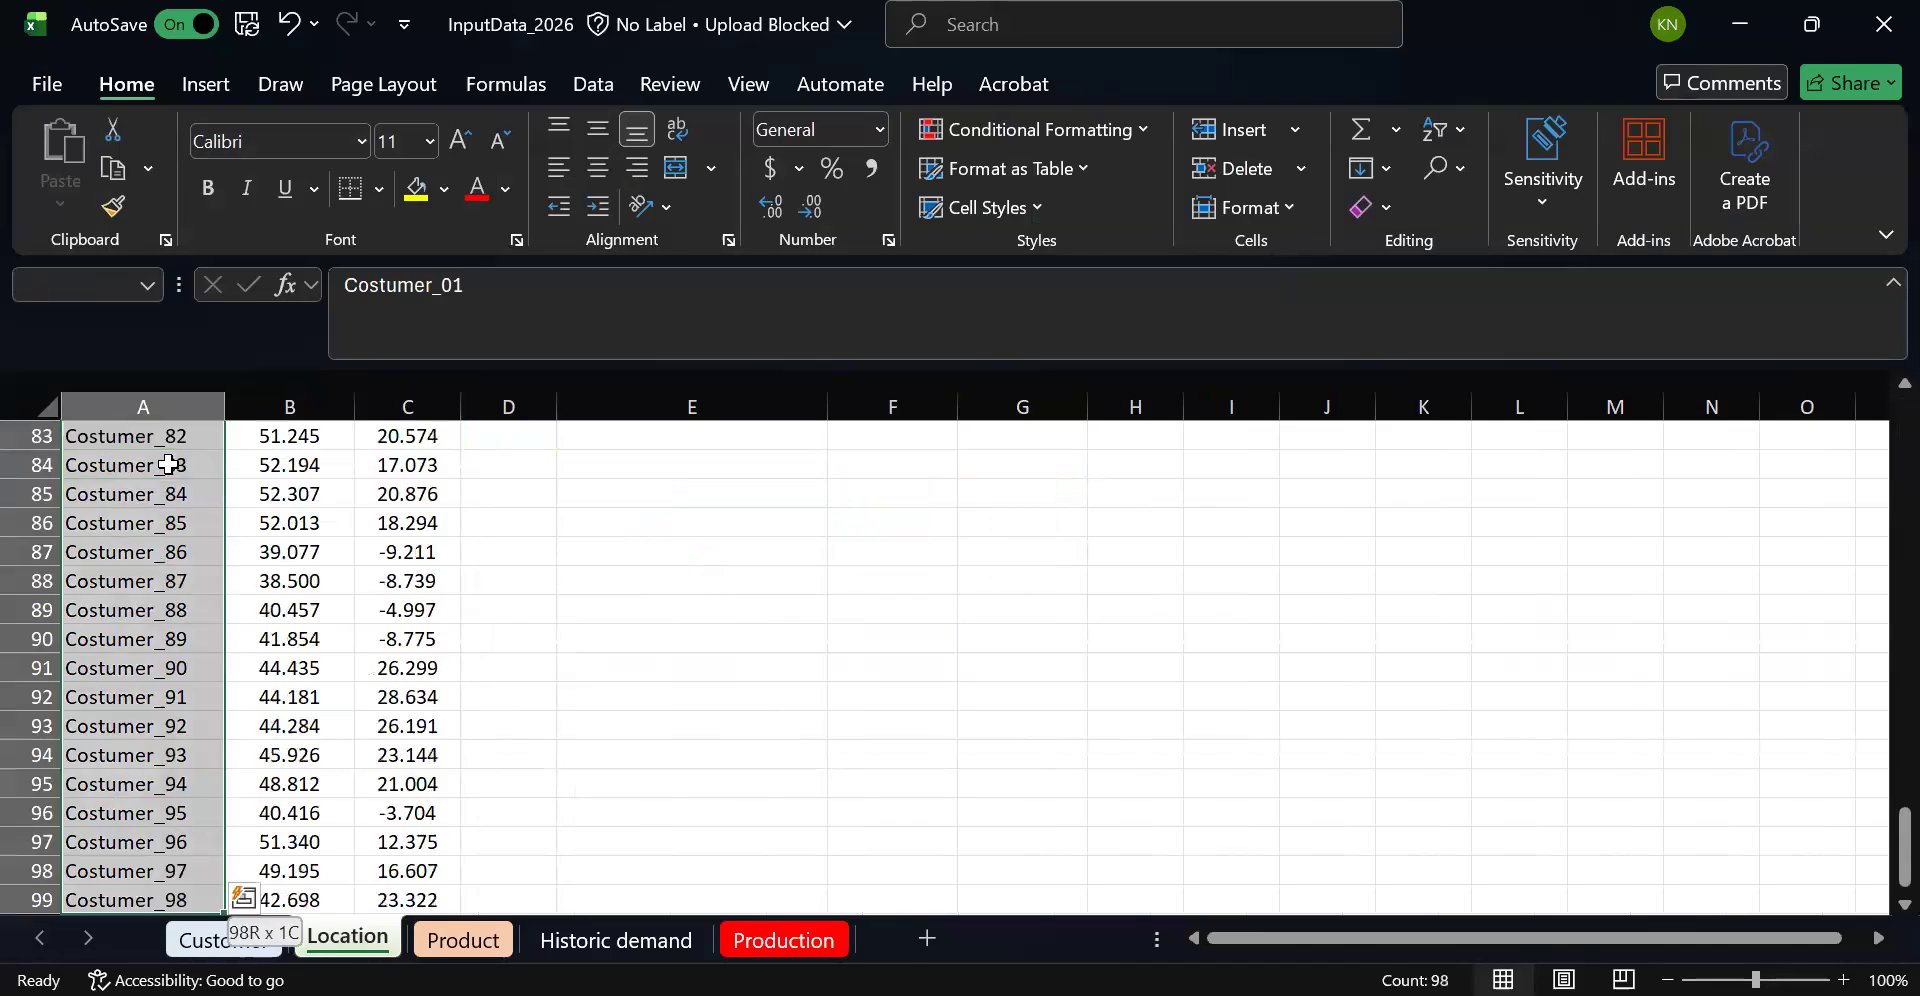 AutoSave On InputData_2026 No Label • Upload Blocked Search KN
File Home Insert Draw Page Layout Formulas Data Review View Automate Help Acrobat Comments Share
Paste Calibri 11 General Conditional Formatting Insert Sensitivity Add-ins Create a PDF
B I U A ab $ % , Format as Table Delete
.00 .00 Cell Styles Format
Clipboard Font Alignment Number Styles Cells Editing Sensitivity Add-ins Adobe Acrobat
fx Costumer_01
A B C D E F G H I J K L M N O
83 Costumer_82 51.245 20.574
84 Costumer_83 52.194 17.073
85 Costumer_84 52.307 20.876
86 Costumer_85 52.013 18.294
87 Costumer_86 39.077 -9.211
88 Costumer_87 38.500 -8.739
89 Costumer_88 40.457 -4.997
90 Costumer_89 41.854 -8.775
91 Costumer_90 44.435 26.299
92 Costumer_91 44.181 28.634
93 Costumer_92 44.284 26.191
94 Costumer_93 45.926 23.144
95 Costumer_94 48.812 21.004
96 Costumer_95 40.416 -3.704
97 Costumer_96 51.340 12.375
98 Costumer_97 49.195 16.607
99 Costumer_98 42.698 23.322
98R x 1C
Location Product Historic demand Production
Ready Accessibility: Good to go Count: 98 100%